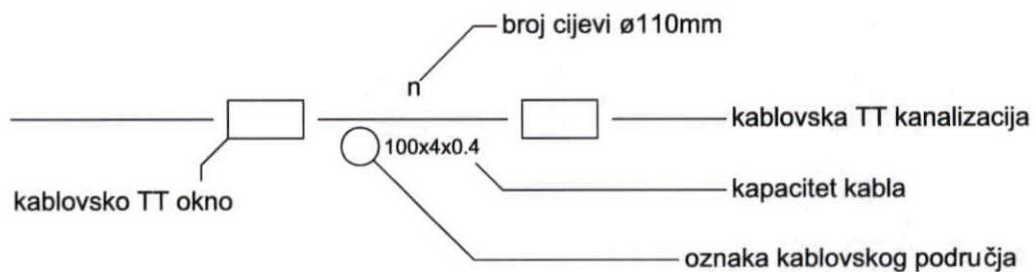 broj cijevi ø110mm
n
kablovska TT kanalizacija
100x4x0.4
kapacitet kabla
kablovsko TT okno
oznaka kablovskog područja